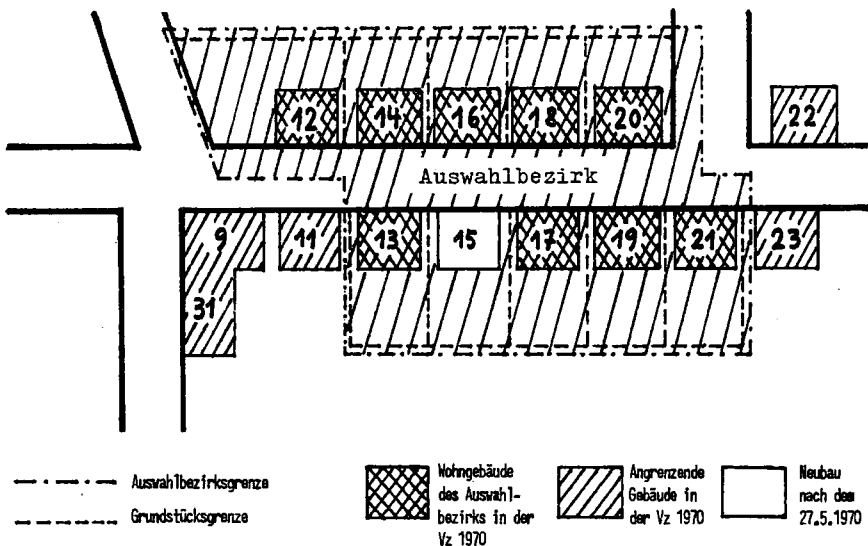 12 14 16 18 20 22
Auswahlbezirk
9 11 13 15 17 19 21 23
31
Auswahlbezirksgrenze
Grundstücksgrenze
Wohngebäude
des Auswahl-
bezirks in der
Vz 1970
Angrenzende
Gebäude in
der Vz 1970
Neubau
nach dem
27.5.1970